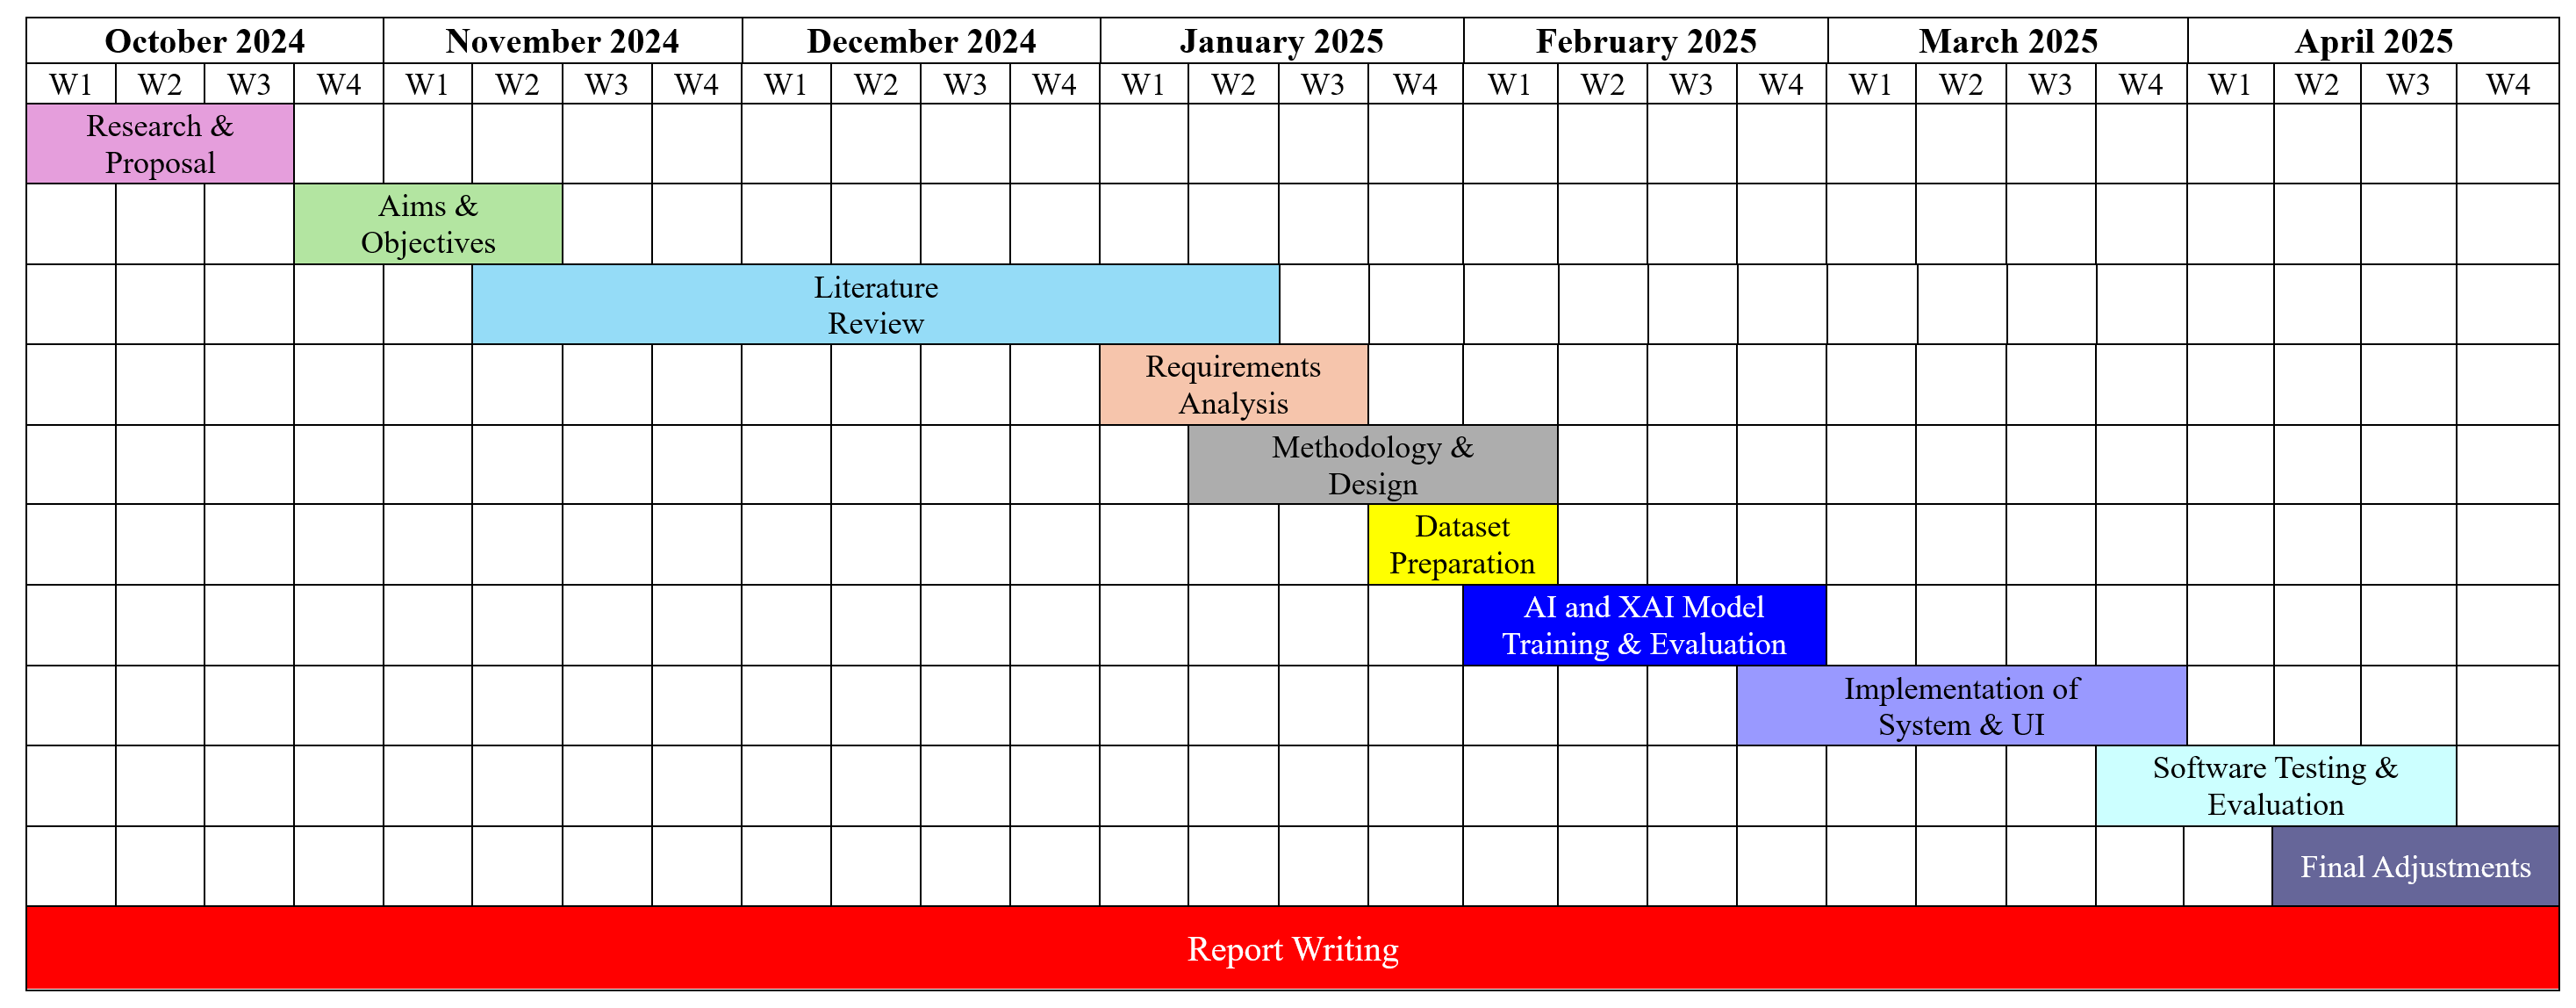 October 2024 November 2024 December 2024 January 2025 February 2025 March 2025 April 2025
W1 W2 W3 W4 W1 W2 W3 W4 W1 W2 W3 W4 W1 W2 W3 W4 W1 W2 W3 W4 W1 W2 W3 W4 W1 W2 W3 W4
Research &
Proposal
Aims &
Objectives
Literature
Review
Requirements
Analysis
Methodology &
Design
Dataset
Preparation
AI and XAI Model
Training & Evaluation
Implementation of
System & UI
Software Testing &
Evaluation
Final Adjustments
Report Writing